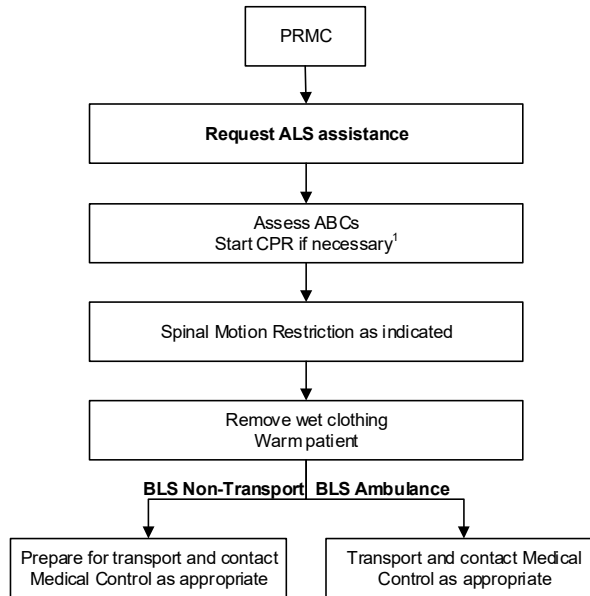 PRMC
Request ALS assistance
Assess ABCs
Start CPR if necessary¹
Spinal Motion Restriction as indicated
Remove wet clothing
Warm patient
BLS Non-Transport
BLS Ambulance
Prepare for transport and contact
Medical Control as appropriate
Transport and contact Medical
Control as appropriate